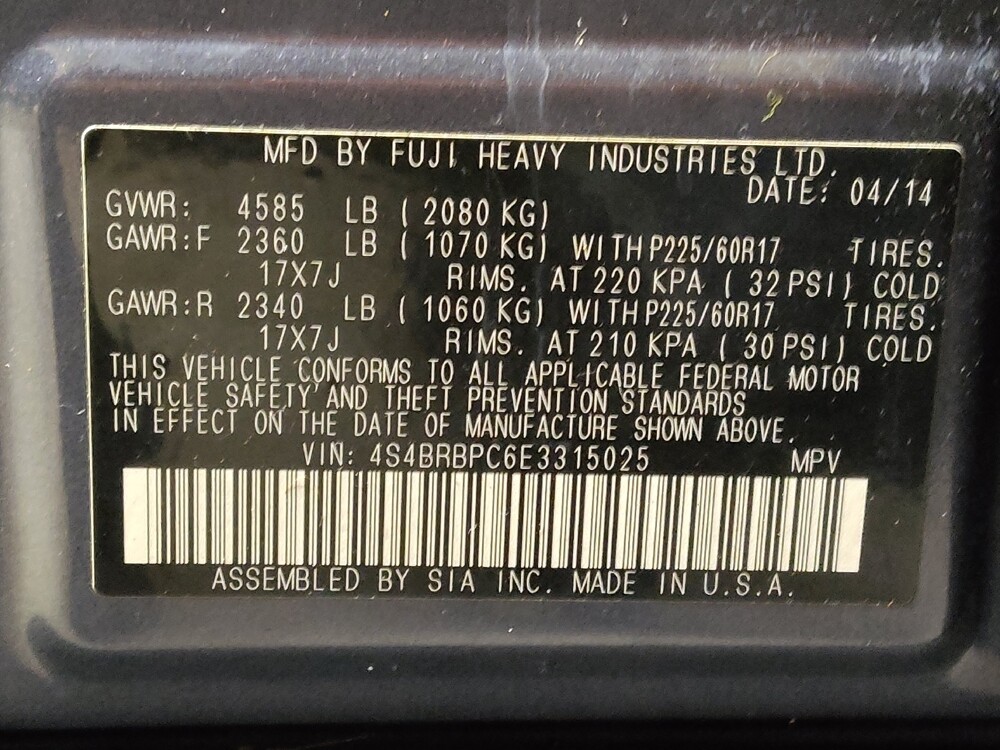 MFD BY FUJI HEAVY INDUSTRIES LTD.
DATE: 04/14
GVWR: 4585 LB ( 2080 KG)
GAWR:F 2360 LB ( 1070 KG) WITH P225/60R17 TIRES.
17X7J RIMS. AT 220 KPA ( 32 PSI) COLD
GAWR:R 2340 LB ( 1060 KG) WITH P225/60R17 TIRES.
17X7J RIMS. AT 210 KPA ( 30 PSI) COLD
THIS VEHICLE CONFORMS TO ALL APPLICABLE FEDERAL MOTOR
VEHICLE SAFETY AND THEFT PREVENTION STANDARDS
IN EFFECT ON THE DATE OF MANUFACTURE SHOWN ABOVE.
VIN: 4S4BRBPC6E3315025 MPV
ASSEMBLED BY SIA INC. MADE IN U.S.A.